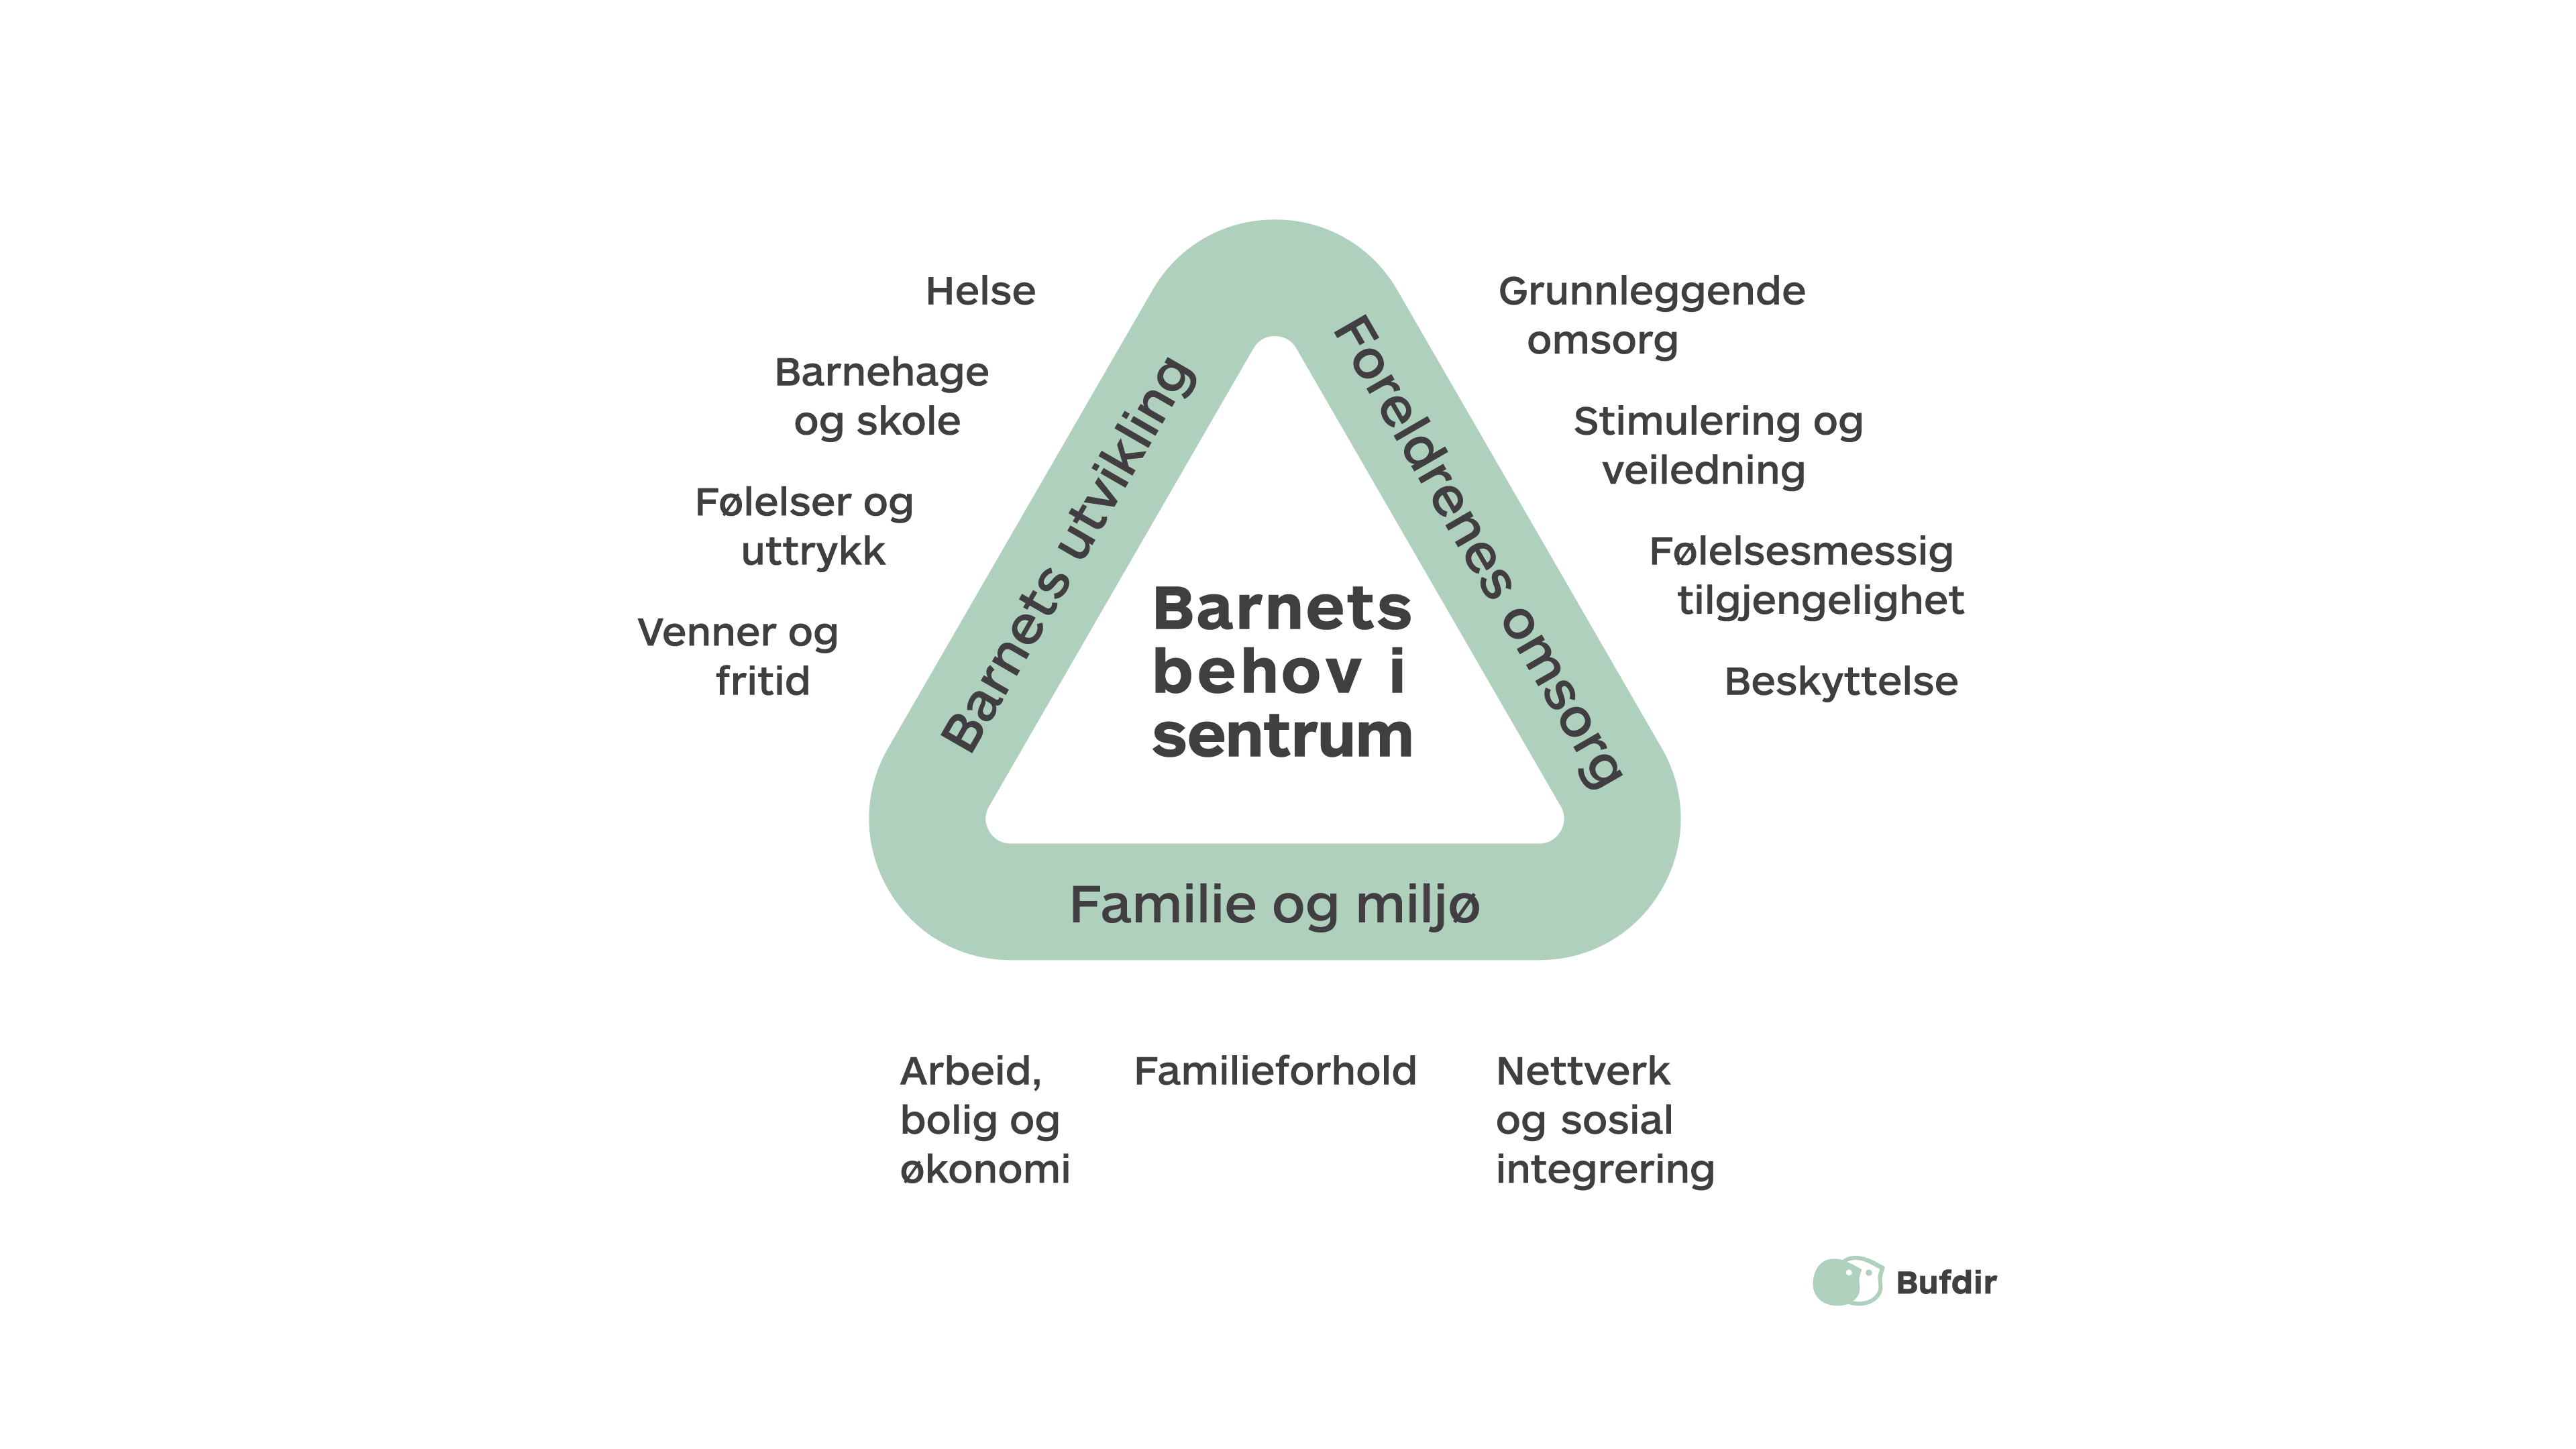 Helse
Barnehage
og skole
Følelser og
uttrykk
Venner og
fritid
Barnets utvikling
Foreldrenes omsorg
Grunnleggende
omsorg
Stimulering og
veiledning
Følelsesmessig
tilgjengelighet
Beskyttelse
Barnets
behov i
sentrum
Familie og miljø
Arbeid,
bolig og
økonomi
Familieforhold
Nettverk
og sosial
integrering
Bufdir